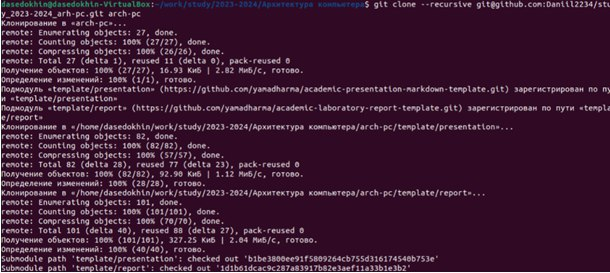 dasedokhin@dasedokhin-VirtualBox:~/work/study/2023-2024/Архитектура компьютера$ git clone --recursive git@github.com:Daniil2234/stud
y_2023-2024_arh-pc.git arch-pc
Клонирование в «arch-pc»...
remote: Enumerating objects: 27, done.
remote: Counting objects: 100% (27/27), done.
remote: Compressing objects: 100% (26/26), done.
remote: Total 27 (delta 1), reused 11 (delta 0), pack-reused 0
Получение объектов: 100% (27/27), 16.93 КиБ | 2.82 МиБ/с, готово.
Определение изменений: 100% (1/1), готово.
Подмодуль «template/presentation» (https://github.com/yamadharma/academic-presentation-markdown-template.git) зарегистрирован по пут
и «template/presentation»
Подмодуль «template/report» (https://github.com/yamadharma/academic-laboratory-report-template.git) зарегистрирован по пути «templat
e/report»
Клонирование в «/home/dasedokhin/work/study/2023-2024/Архитектура компьютера/arch-pc/template/presentation»...
remote: Enumerating objects: 82, done.
remote: Counting objects: 100% (82/82), done.
remote: Compressing objects: 100% (57/57), done.
remote: Total 82 (delta 28), reused 77 (delta 23), pack-reused 0
Получение объектов: 100% (82/82), 92.90 КиБ | 1.12 МиБ/с, готово.
Определение изменений: 100% (28/28), готово.
Клонирование в «/home/dasedokhin/work/study/2023-2024/Архитектура компьютера/arch-pc/template/report»...
remote: Enumerating objects: 101, done.
remote: Counting objects: 100% (101/101), done.
remote: Compressing objects: 100% (70/70), done.
remote: Total 101 (delta 40), reused 88 (delta 27), pack-reused 0
Получение объектов: 100% (101/101), 327.25 КиБ | 2.04 МиБ/с, готово.
Определение изменений: 100% (40/40), готово.
Submodule path 'template/presentation': checked out 'b1be3800ee91f5809264cb755d316174540b753e'
Submodule path 'template/report': checked out '1d1b61dcac9c287a83917b82e3aef11a33b1e3b2'